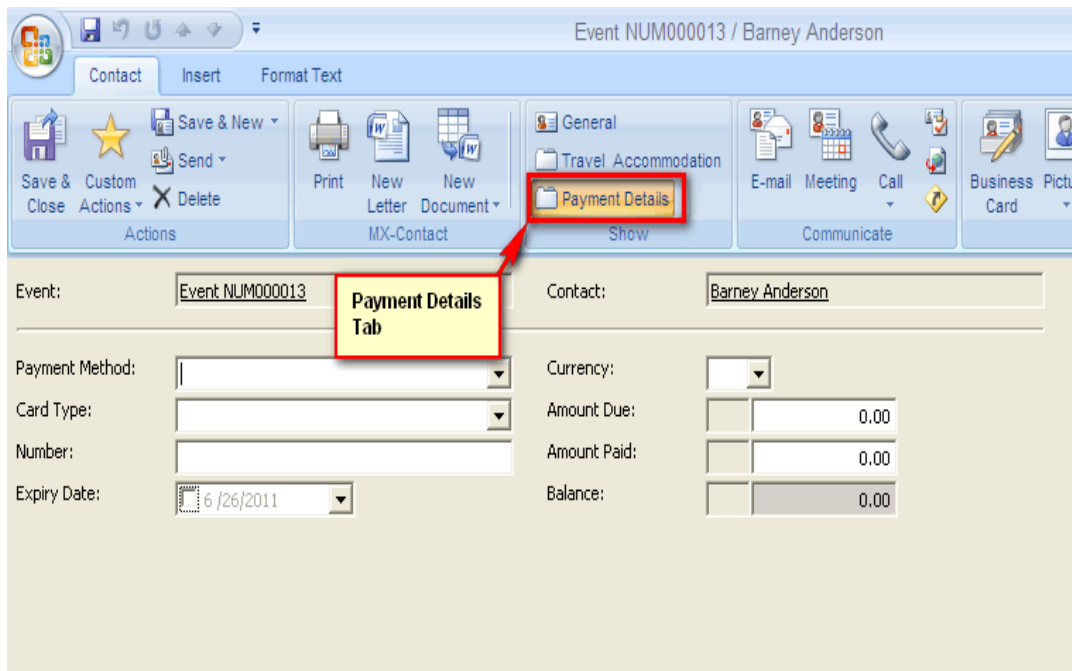 Event NUM000013 / Barney Anderson
Contact Insert Format Text
Save & Close
Custom Actions
Save & New
Send
Delete
Actions
Print
New Letter
New Document
MX-Contact
General
Travel Accommodation
Payment Details
Show
E-mail
Meeting
Call
Communicate
Business Card
Pictu
Payment Details
Tab
Event: Event NUM000013 Contact: Barney Anderson
Payment Method: Currency:
Card Type: Amount Due: 0.00
Number: Amount Paid: 0.00
Expiry Date: 6 /26/2011 Balance: 0.00